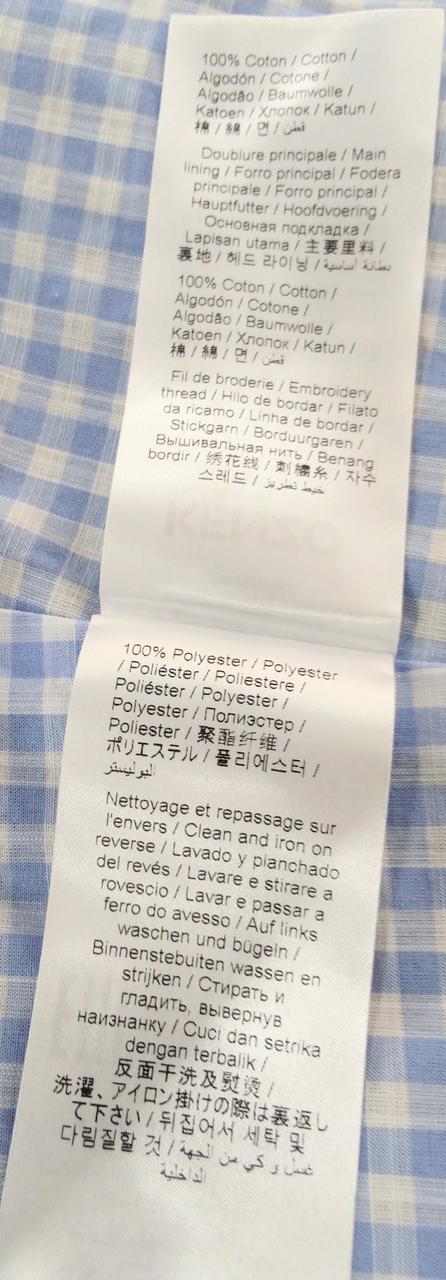 100% Coton / Cotton /
Algodón / Cotone /
Algodão / Baumwolle /
Katoen / Хлопок / Katun /
棉 / 綿 / 면 / قطن
Doublure principale / Main
lining / Forro principal / Fodera
principale / Forro principal /
Hauptfutter / Hoofdvoering /
Основная подкладка /
Lapisan utama / 主要里料 /
裏地 / 헤드 라이닝 / بطانة أساسية
100% Coton / Cotton /
Algodón / Cotone /
Algodão / Baumwolle /
Katoen / Хлопок / Katun /
棉 / 綿 / 면 / قطن
Fil de broderie / Embroidery
thread / Hilo de bordar / Filato
da ricamo / Linha de bordar /
Stickgarn / Borduurgaren /
Вышивальная нить / Benang
bordir / 绣花线 / 刺繍糸 / 자수
스레드 / خيط تطريز
KENZO
100% Polyester / Polyester
/ Poliéster / Poliestere /
Poliéster / Polyester /
Polyester / Полиэстер /
Poliester / 聚酯纤维 /
ポリエステル / 폴리에스터 /
البوليستر
Nettoyage et repassage sur
l'envers / Clean and iron on
reverse / Lavado y planchado
del revés / Lavare e stirare a
rovescio / Lavar e passar a
ferro do avesso / Auf links
waschen und bügeln /
Binnenstebuiten wassen en
strijken / Стирать и
гладить, вывернув
наизнанку / Cuci dan setrika
dengan terbalik /
反面干洗及熨烫 /
洗濯、アイロン掛けの際は裏返し
て下さい / 뒤집어서 세탁 및
다림질할 것 / غسل و كي من الجهة
الداخلية